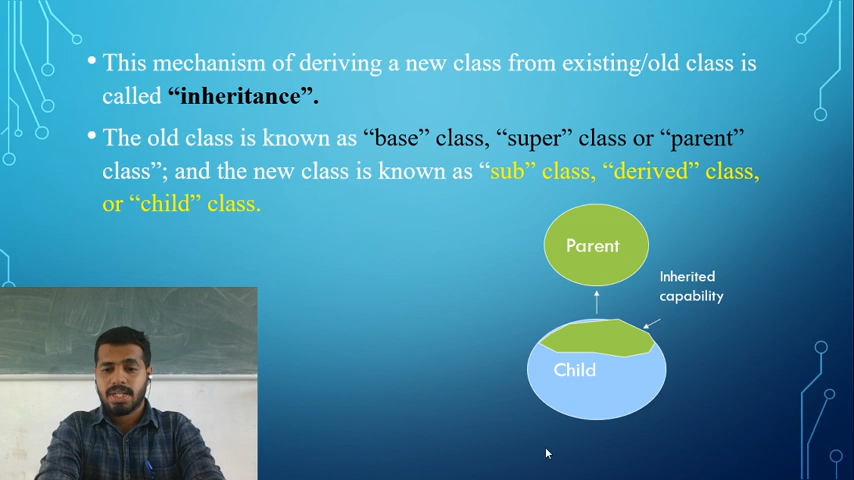 • This mechanism of deriving a new class from existing/old class is
called “inheritance”.
• The old class is known as “base” class, “super” class or “parent”
class”; and the new class is known as “sub” class, “derived” class,
or “child” class.
Parent
Inherited
capability
Child